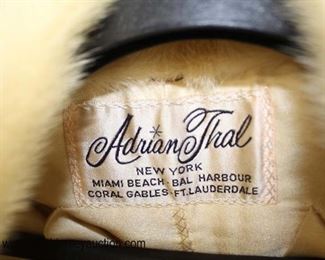 Adrian Thal
NEW YORK
MIAMI BEACH - BAL HARBOUR
CORAL GABLES - FT. LAUDERDALE